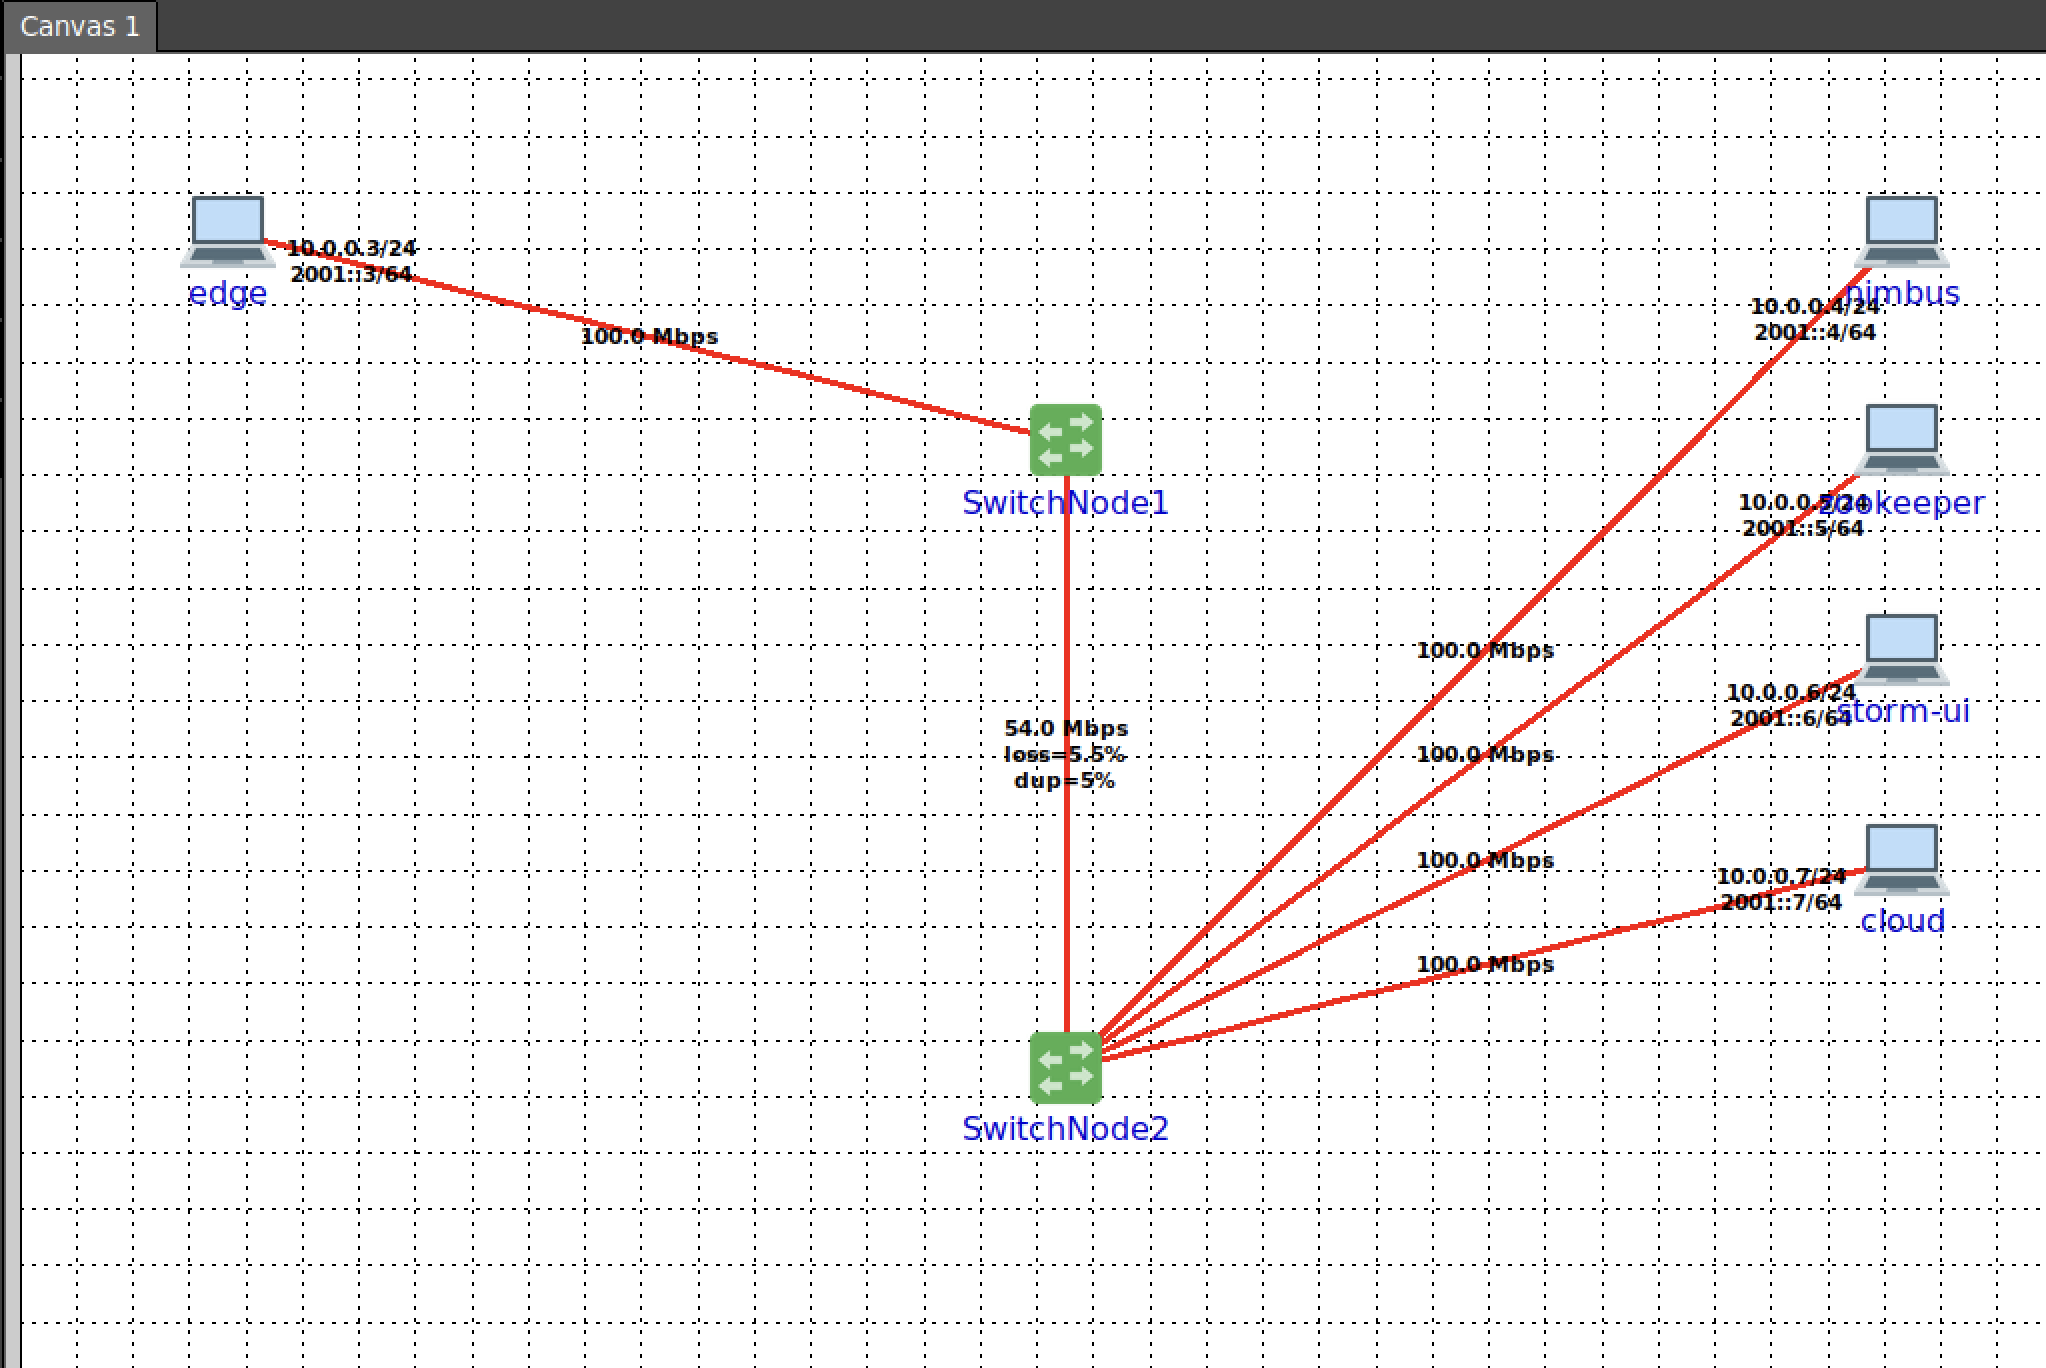 Canvas 1
10.0.0.3/24
2001::3/64
edge
100.0 Mbps
nimbus
10.0.0.4/24
2001::4/64
SwitchNode1
zookeeper
10.0.0.5/24
2001::5/64
100.0 Mbps
10.0.0.6/24
2001::6/64
storm-ui
54.0 Mbps
loss=5.5%
dup=5%
100.0 Mbps
100.0 Mbps
10.0.0.7/24
2001::7/64
cloud
100.0 Mbps
SwitchNode2